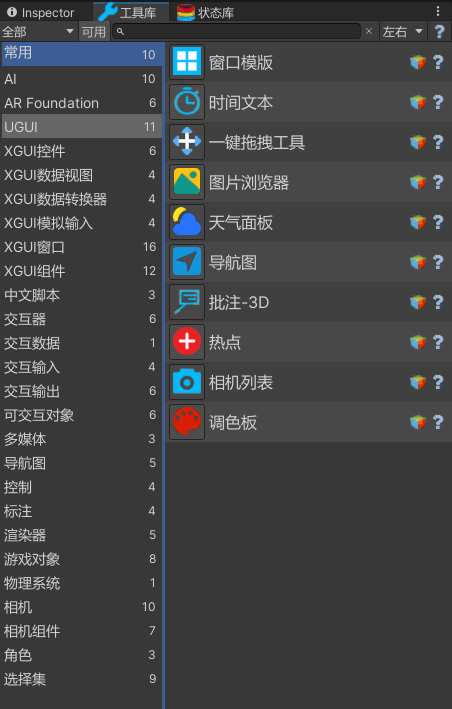 Inspector 工具库 状态库
全部 可用 左右
常用 10
AI 10
AR Foundation 6
UGUI 11
XGUI控件 6
XGUI数据视图 4
XGUI数据转换器 4
XGUI模拟输入 4
XGUI窗口 16
XGUI组件 12
中文脚本 3
交互器 6
交互数据 1
交互输入 4
交互输出 6
可交互对象 6
多媒体 3
导航图 5
控制 4
标注 4
渲染器 5
游戏对象 8
物理系统 1
相机 10
相机组件 7
角色 3
选择集 9
窗口模版
时间文本
一键拖拽工具
图片浏览器
天气面板
导航图
批注-3D
热点
相机列表
调色板